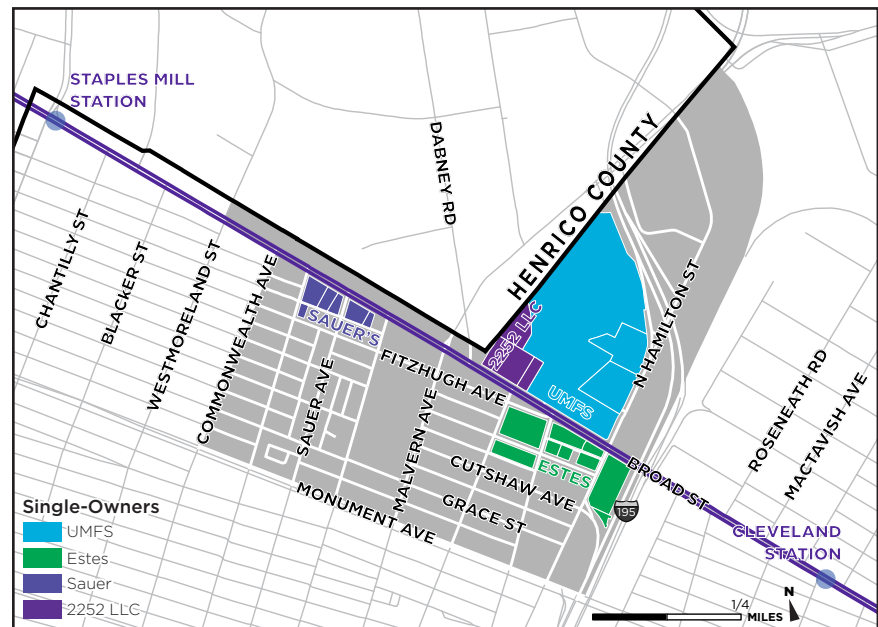 STAPLES MILL
STATION
DABNEY RD
HENRICO COUNTY
CHANTILLY ST
BLACKER ST
WESTMORELAND ST
COMMONWEALTH AVE
SAUER'S
2252 LLC
N HAMILTON ST
FITZHUGH AVE
UMFS
SAUER AVE
MALVERN AVE
ROSENEATH RD
MACTAVISH AVE
ESTES
CUTSHAW AVE
BROAD ST
GRACE ST
MONUMENT AVE
195
CLEVELAND
STATION
Single-Owners
UMFS
Estes
Sauer
2252 LLC
1/4
MILES
N